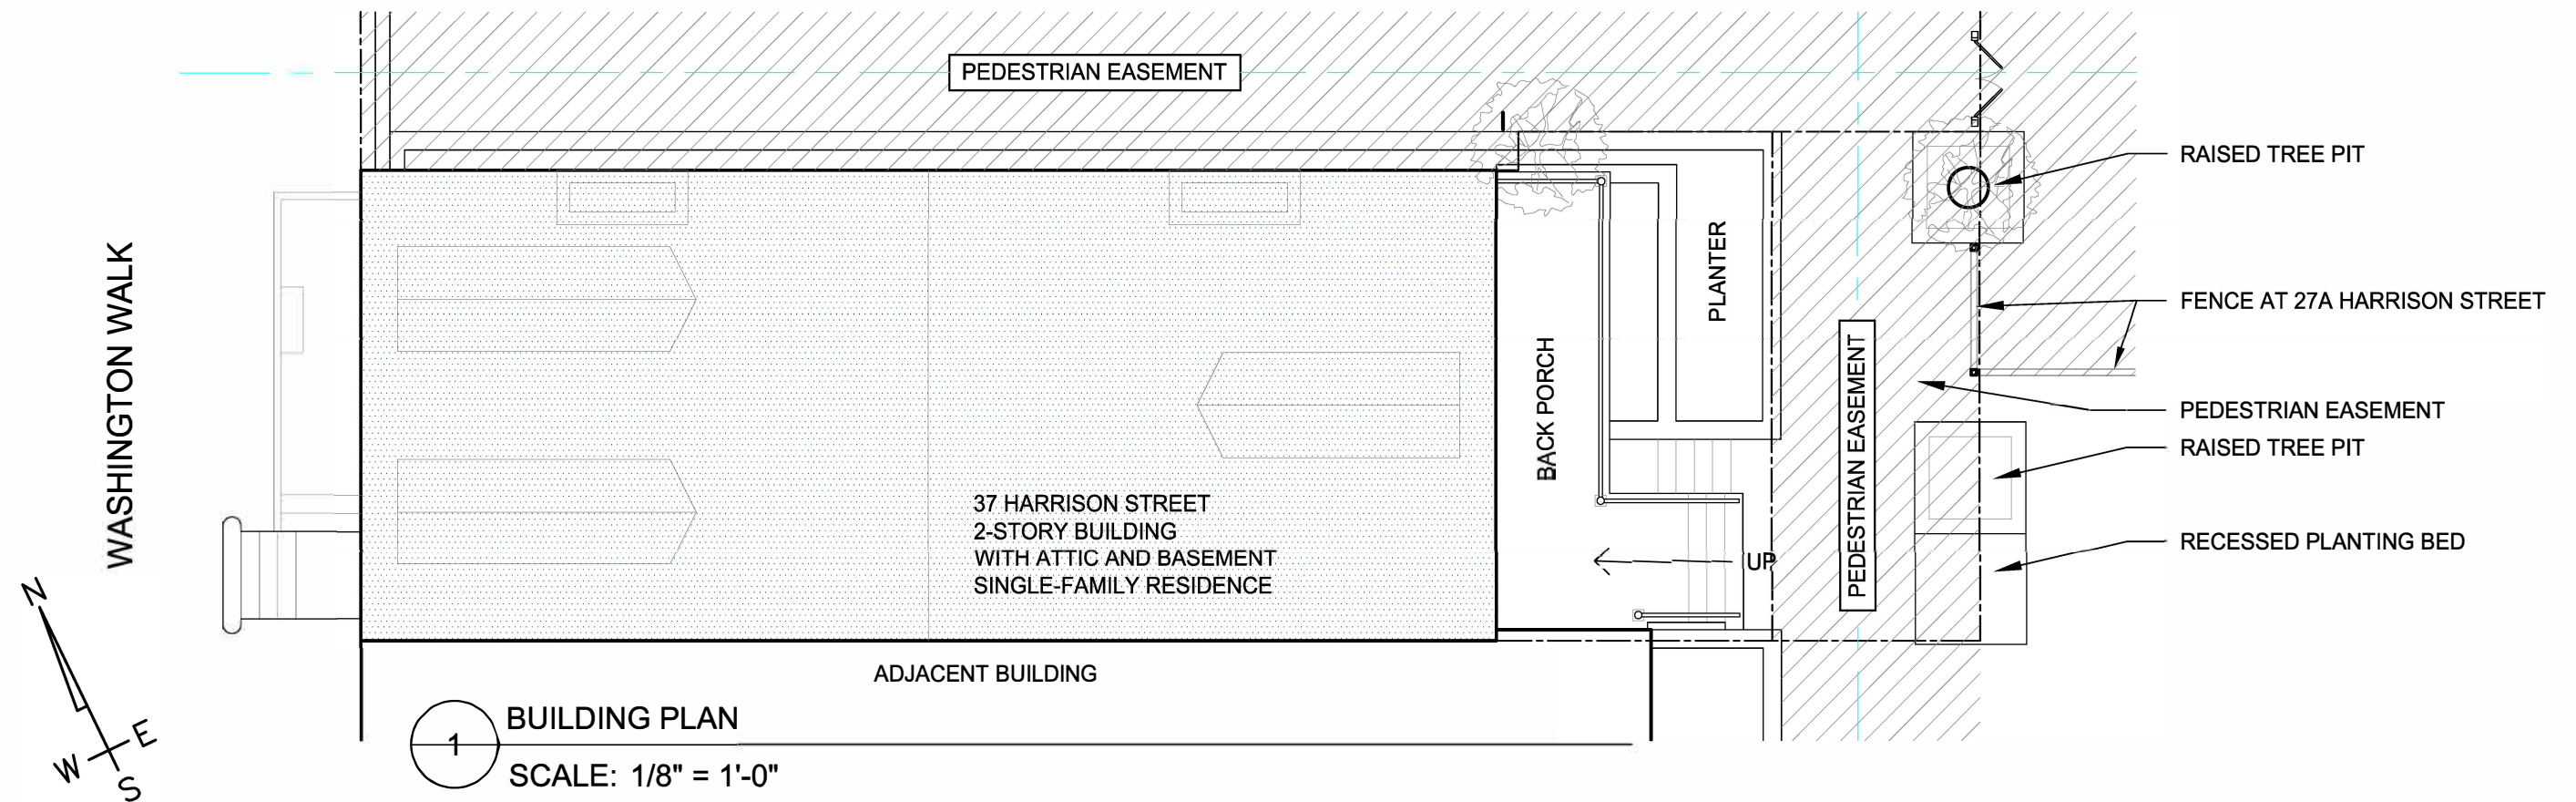 PEDESTRIAN EASEMENT
RAISED TREE PIT
WASHINGTON WALK
PLANTER
FENCE AT 27A HARRISON STREET
BACK PORCH
PEDESTRIAN EASEMENT
PEDESTRIAN EASEMENT
RAISED TREE PIT
37 HARRISON STREET
2-STORY BUILDING
WITH ATTIC AND BASEMENT
SINGLE-FAMILY RESIDENCE
UP
RECESSED PLANTING BED
N
E
W
S
ADJACENT BUILDING
1
BUILDING PLAN
SCALE: 1/8" = 1'-0"